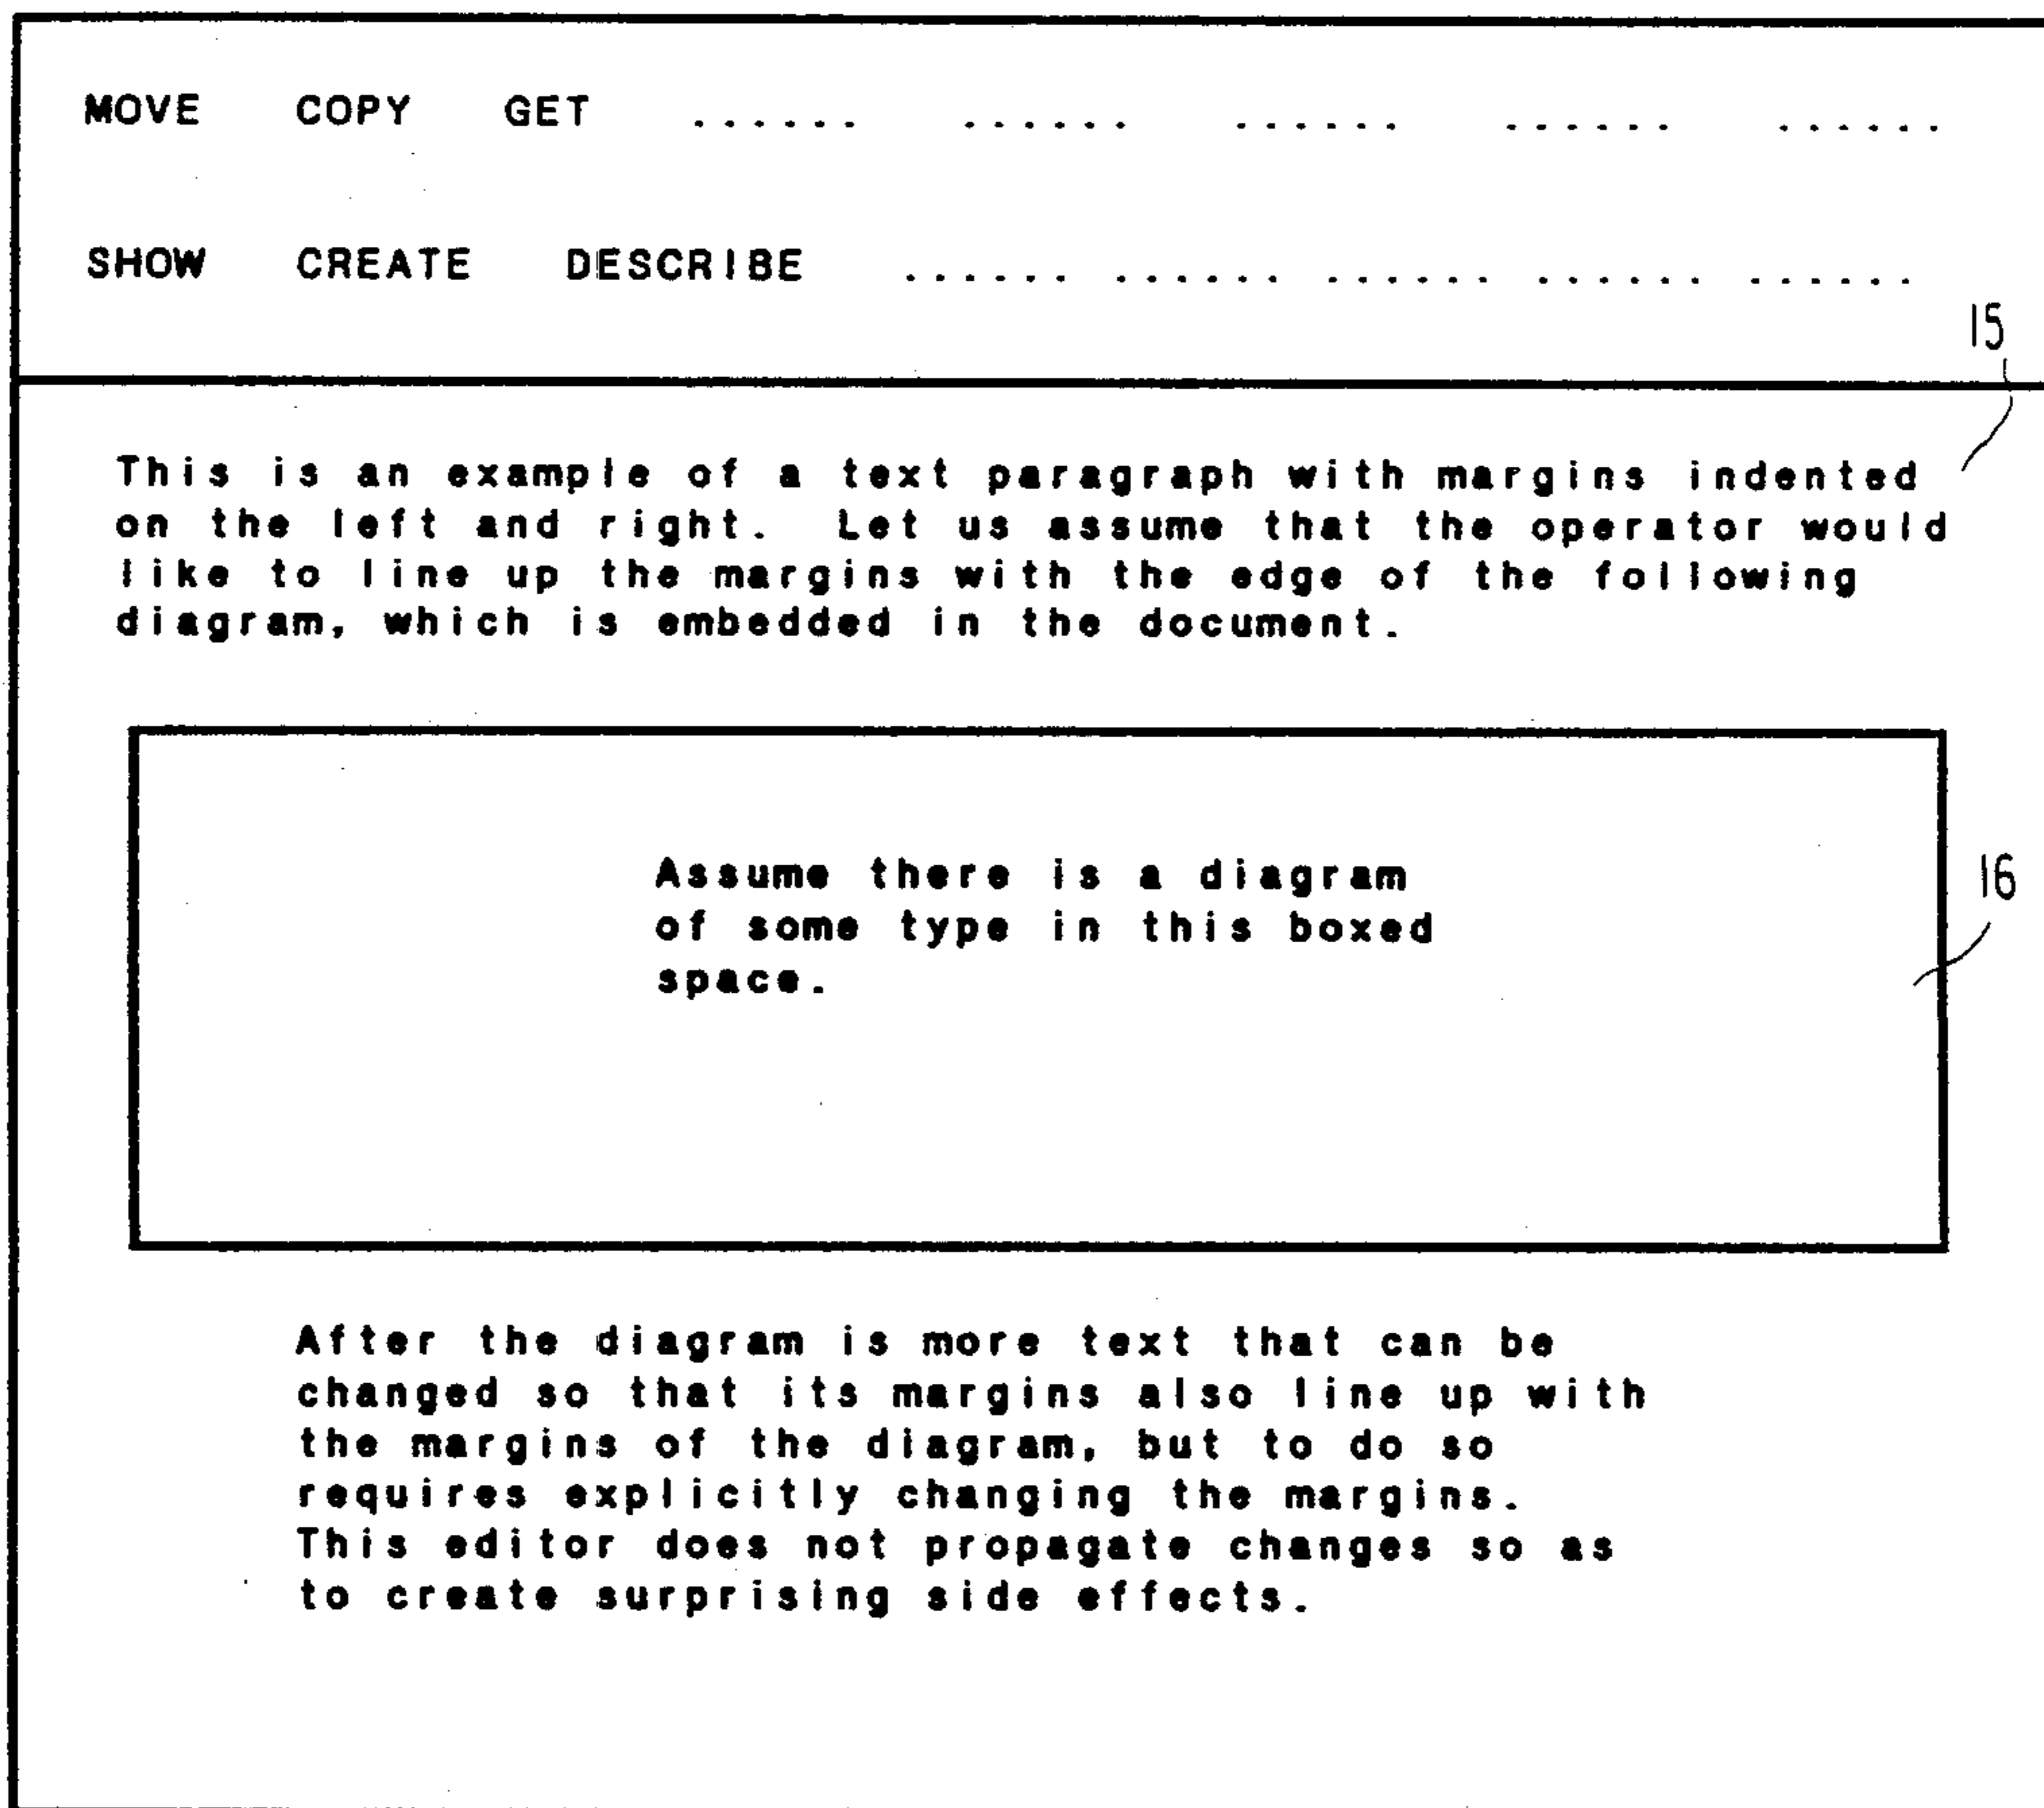 MOVE COPY GET ...... ...... ...... ...... ......
SHOW CREATE DESCRIBE ...... ...... ...... ...... ......
15
This is an example of a text paragraph with margins indented
on the left and right. Let us assume that the operator would
like to line up the margins with the edge of the following
diagram, which is embedded in the document.
Assume there is a diagram
of some type in this boxed
space.
16
After the diagram is more text that can be
changed so that its margins also line up with
the margins of the diagram, but to do so
requires explicitly changing the margins.
This editor does not propagate changes so as
to create surprising side effects.